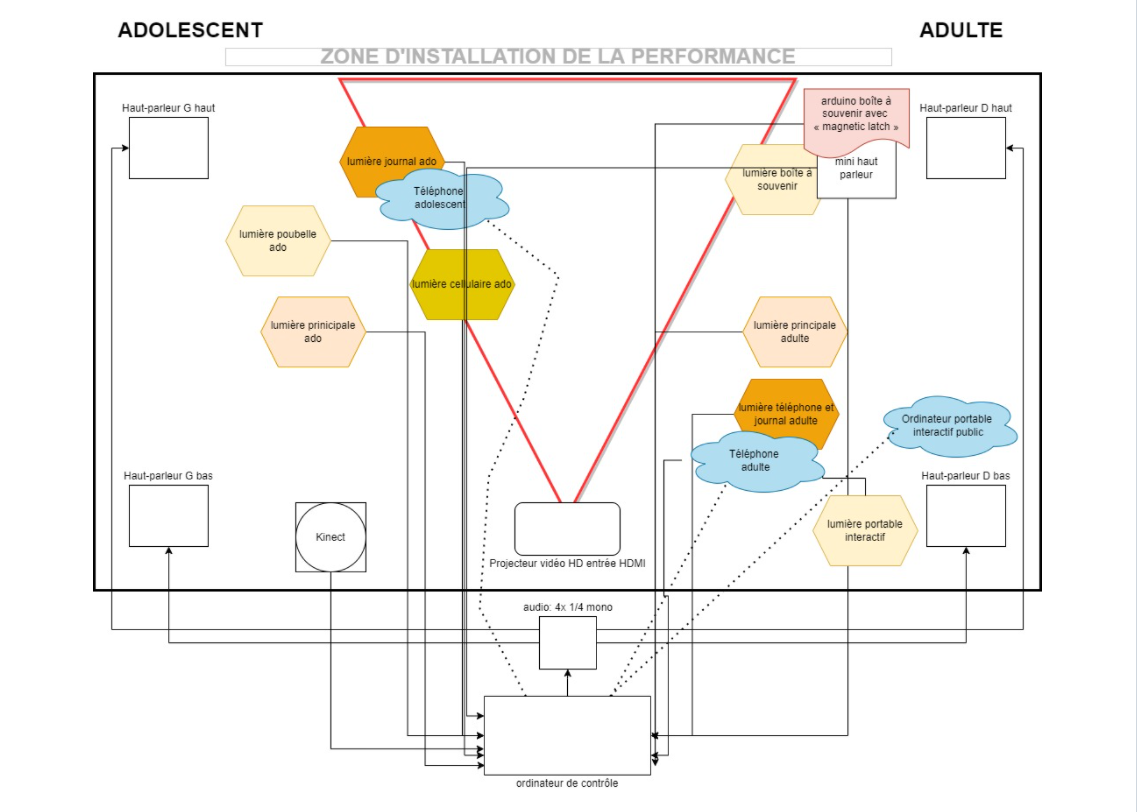 ADOLESCENT
ADULTE
ZONE D'INSTALLATION DE LA PERFORMANCE
Haut-parleur G haut
arduino boîte à
souvenir avec
« magnetic latch »
Haut-parleur D haut
lumière journal ado
mini haut
parleur
lumière boîte à
souvenir
Téléphone
adolescent
lumière poubelle
ado
lumière cellulaire ado
lumière prinicipale
ado
lumière principale
adulte
lumière téléphone et
journal adulte
Ordinateur portable
interactif public
Téléphone
adulte
Haut-parleur G bas
Haut-parleur D bas
Kinect
lumière portable
interactif
Projecteur vidéo HD entrée HDMI
audio: 4x 1/4 mono
ordinateur de contrôle